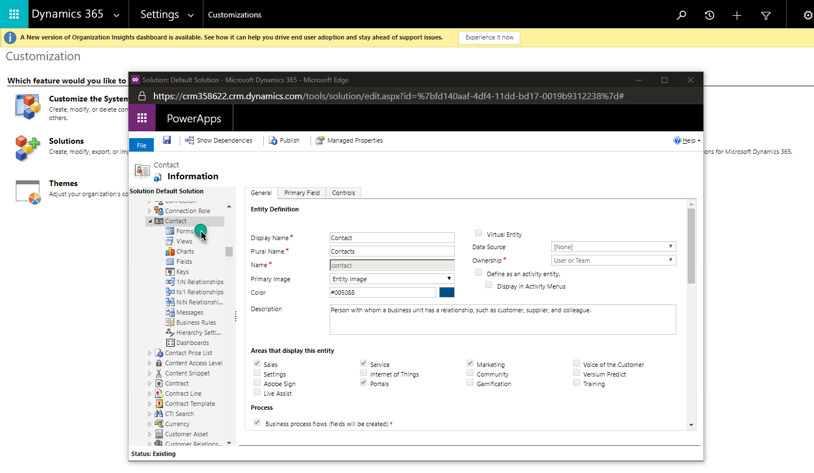 Dynamics 365
Settings
Customizations
A New version of Organization Insights dashboard is available. See how it can help you drive end user adoption and stay ahead of support issues.
Experience it now
Customization
Which feature would you like to
Customize the System
Create, modify, or delete com
others.
Solutions
Create, modify, export, or imp
ons for Microsoft Dynamics 365.
Themes
Adjust your organization's co
Solution: Default Solution - Microsoft Dynamics 365 - Microsoft Edge
https://crm358622.crm.dynamics.com/tools/solution/edit.aspx?id=%7bfd140aaf-4df4-11dd-bd17-0019b9312238%7d#
PowerApps
File
Show Dependencies
Publish
Managed Properties
Help
Contact
Information
Solution Default Solution
Connection
Connection Role
Contact
Forms
Views
Charts
Fields
Keys
1:N Relationships
N:1 Relationships
N:N Relationshi...
Messages
Business Rules
Hierarchy Setti...
Dashboards
Contact Price List
Content Access Level
Content Snippet
Contract
Contract Line
Contract Template
CTI Search
Currency
Customer Asset
Customer Relations...
General
Primary Field
Controls
Entity Definition
Display Name*
Contact
Plural Name*
Contacts
Name*
contact
Primary Image
Entity Image
Color
#005088
Virtual Entity
Data Source
[None]
Ownership*
User or Team
Define as an activity entity.
Display in Activity Menus
Description
Person with whom a business unit has a relationship, such as customer, supplier, and colleague.
Areas that display this entity
Sales
Service
Marketing
Voice of the Customer
Settings
Internet of Things
Community
Versium Predict
Adobe Sign
Portals
Gamification
Training
Live Assist
Process
Business process flows (fields will be created) *
Status: Existing